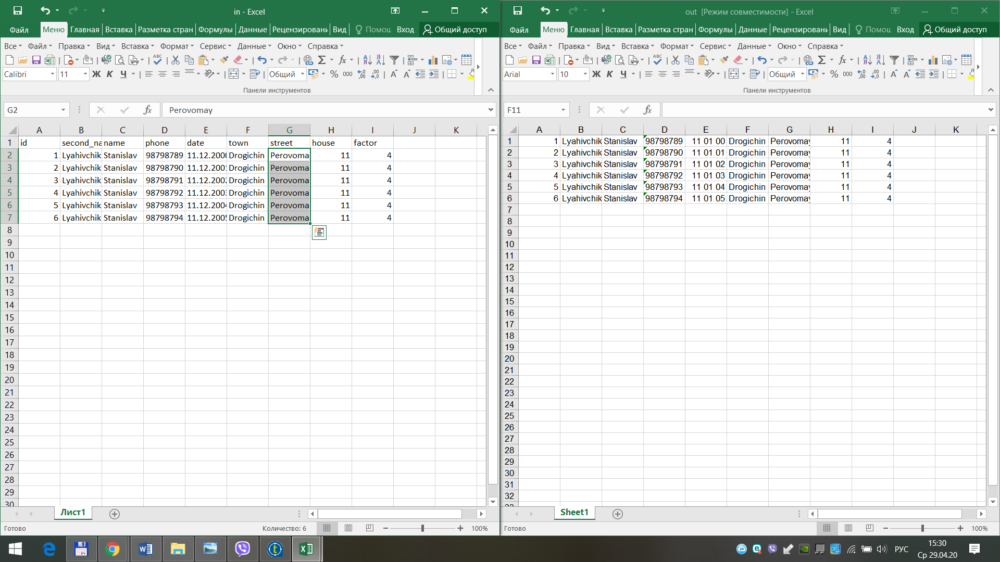 in - Excel
Файл Меню Главная Вставка Разметка стран Формулы Данные Рецензировани Вид Помощ Вход Общий доступ
Все Файл Правка Вид Вставка Формат Сервис Данные Окно Справка
Calibri 11 Ж К Ч Общий % 000
Панели инструментов
G2 fx Perovomay
A B C D E F G H I J K
1 id second_na name phone date town street house factor
2 1 Lyahivchik Stanislav 98798789 11.12.2000 Drogichin Perovoma 11 4
3 2 Lyahivchik Stanislav 98798790 11.12.2001 Drogichin Perovoma 11 4
4 3 Lyahivchik Stanislav 98798791 11.12.2002 Drogichin Perovoma 11 4
5 4 Lyahivchik Stanislav 98798792 11.12.2003 Drogichin Perovoma 11 4
6 5 Lyahivchik Stanislav 98798793 11.12.2004 Drogichin Perovoma 11 4
7 6 Lyahivchik Stanislav 98798794 11.12.2005 Drogichin Perovoma 11 4
8
9
10
11
12
13
14
15
16
17
18
19
20
21
22
23
24
25
26
27
28
29
30
Лист1
Готово Количество: 6 100%
out [Режим совместимости] - Excel
Файл Меню Главная Вставка Разметка стран Формулы Данные Рецензировани Вид Помощ Вход Общий доступ
Все Файл Правка Вид Вставка Формат Сервис Данные Окно Справка
Arial 10 Ж К Ч Общий % 000
Панели инструментов
F11 fx
A B C D E F G H I J K
1 1 Lyahivchik Stanislav 98798789 11 01 00 Drogichin Perovomay 11 4
2 2 Lyahivchik Stanislav 98798790 11 01 01 Drogichin Perovomay 11 4
3 3 Lyahivchik Stanislav 98798791 11 01 02 Drogichin Perovomay 11 4
4 4 Lyahivchik Stanislav 98798792 11 01 03 Drogichin Perovomay 11 4
5 5 Lyahivchik Stanislav 98798793 11 01 04 Drogichin Perovomay 11 4
6 6 Lyahivchik Stanislav 98798794 11 01 05 Drogichin Perovomay 11 4
7
8
9
10
11
12
13
14
15
16
17
18
19
20
21
22
23
24
25
26
27
28
29
30
31
32
33
Sheet1
Готово 100%
РУС 15:30
Ср 29.04.20